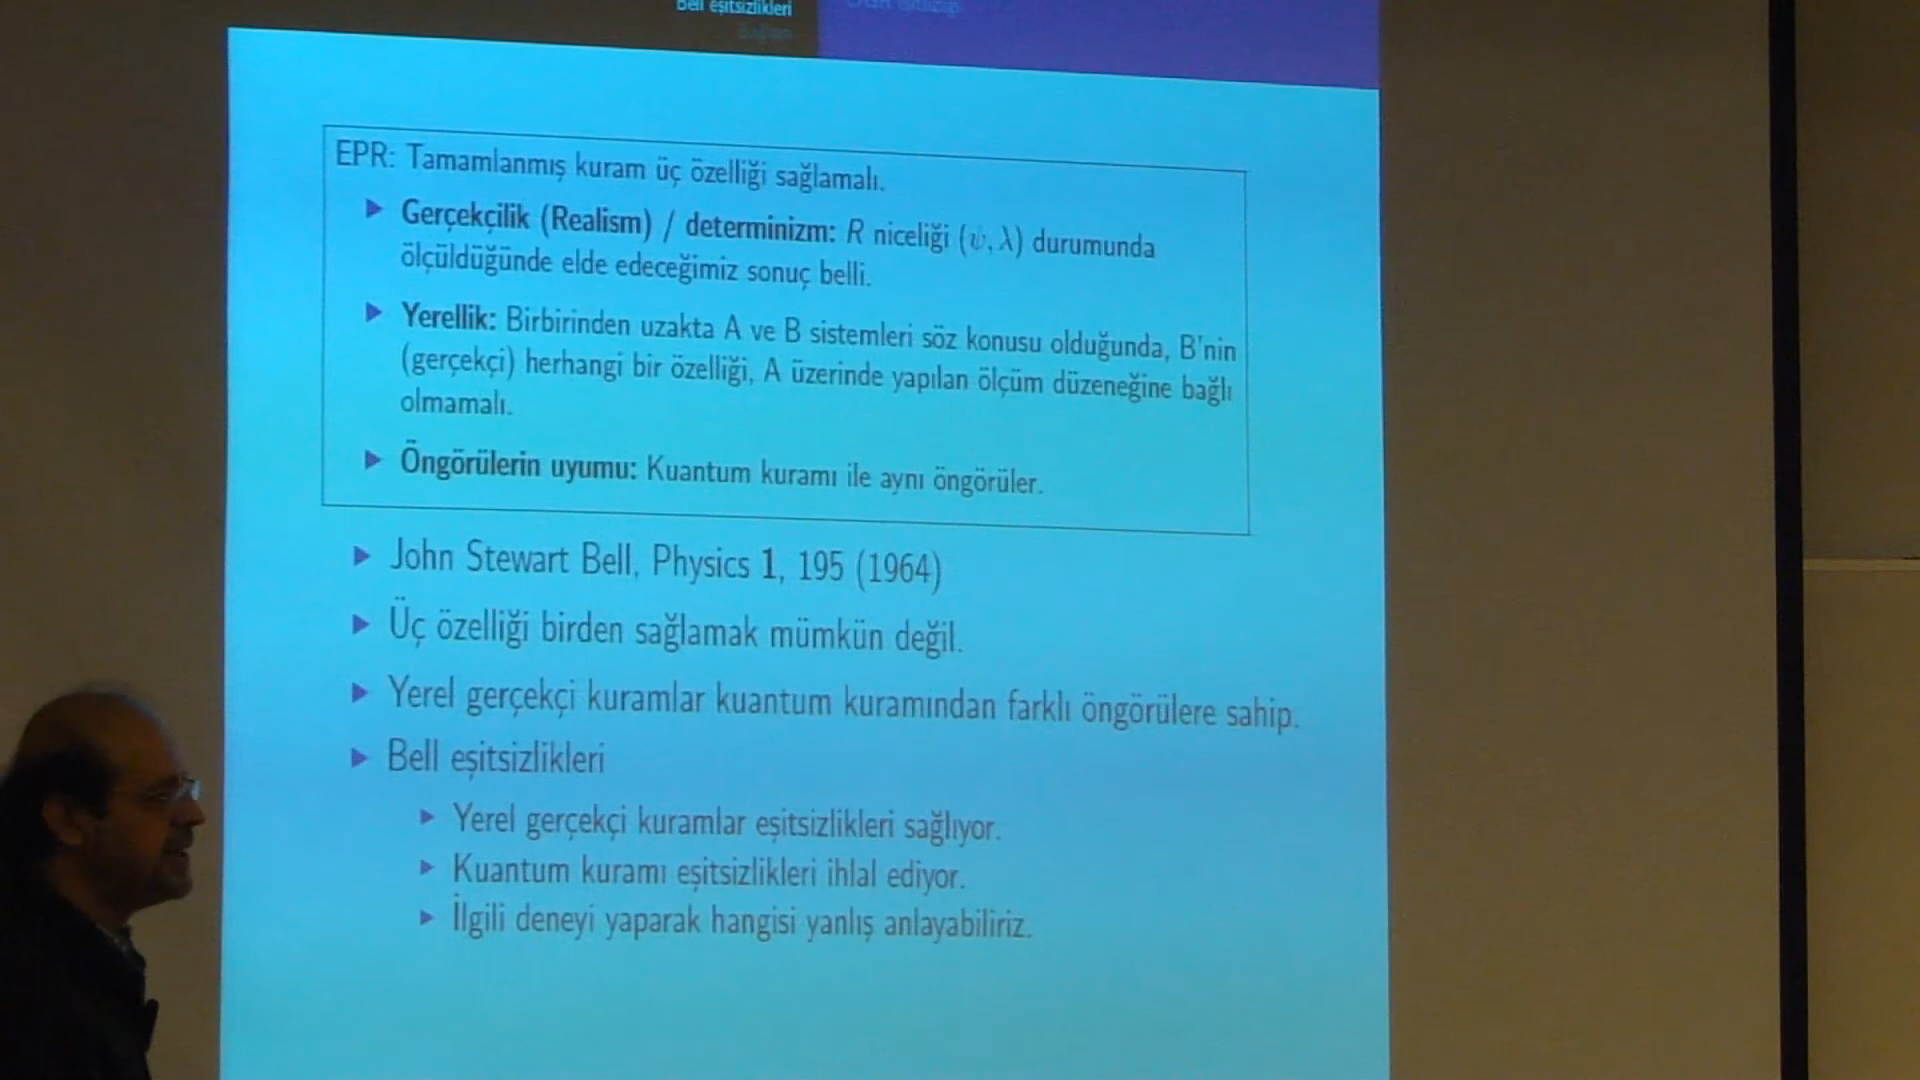 Bell eşitsizlikleri
Bağlam
CHSH eşitsizliği
EPR: Tamamlanmış kuram üç özelliği sağlamalı.
▶ Gerçekçilik (Realism) / determinizm: R niceliği (ψ, λ) durumunda
ölçüldüğünde elde edeceğimiz sonuç belli.
▶ Yerellik: Birbirinden uzakta A ve B sistemleri söz konusu olduğunda, B'nin
(gerçekçi) herhangi bir özelliği, A üzerinde yapılan ölçüm düzeneğine bağlı
olmamalı.
▶ Öngörülerin uyumu: Kuantum kuramı ile aynı öngörüler.
▶ John Stewart Bell, Physics 1, 195 (1964)
▶ Üç özelliği birden sağlamak mümkün değil.
▶ Yerel gerçekçi kuramlar kuantum kuramından farklı öngörülere sahip.
▶ Bell eşitsizlikleri
▶ Yerel gerçekçi kuramlar eşitsizlikleri sağlıyor.
▶ Kuantum kuramı eşitsizlikleri ihlal ediyor.
▶ İlgili deneyi yaparak hangisi yanlış anlayabiliriz.